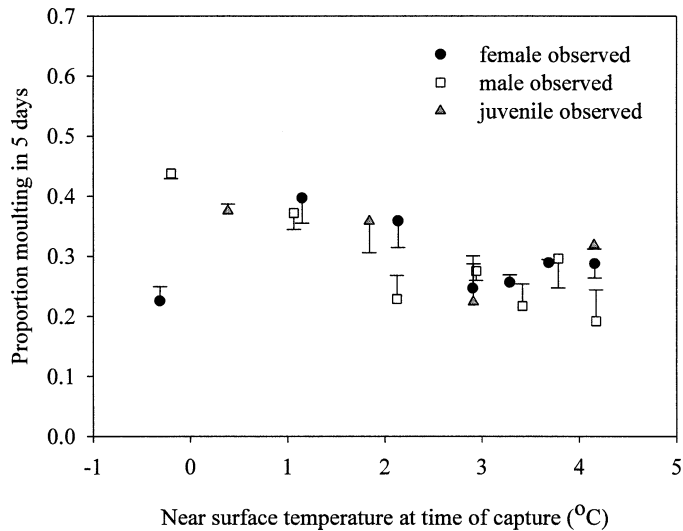 0.7
0.6
0.5
0.4
0.3
0.2
0.1
0.0
Proportion moulting in 5 days
female observed
male observed
juvenile observed
-1 0 1 2 3 4 5
Near surface temperature at time of capture (°C)